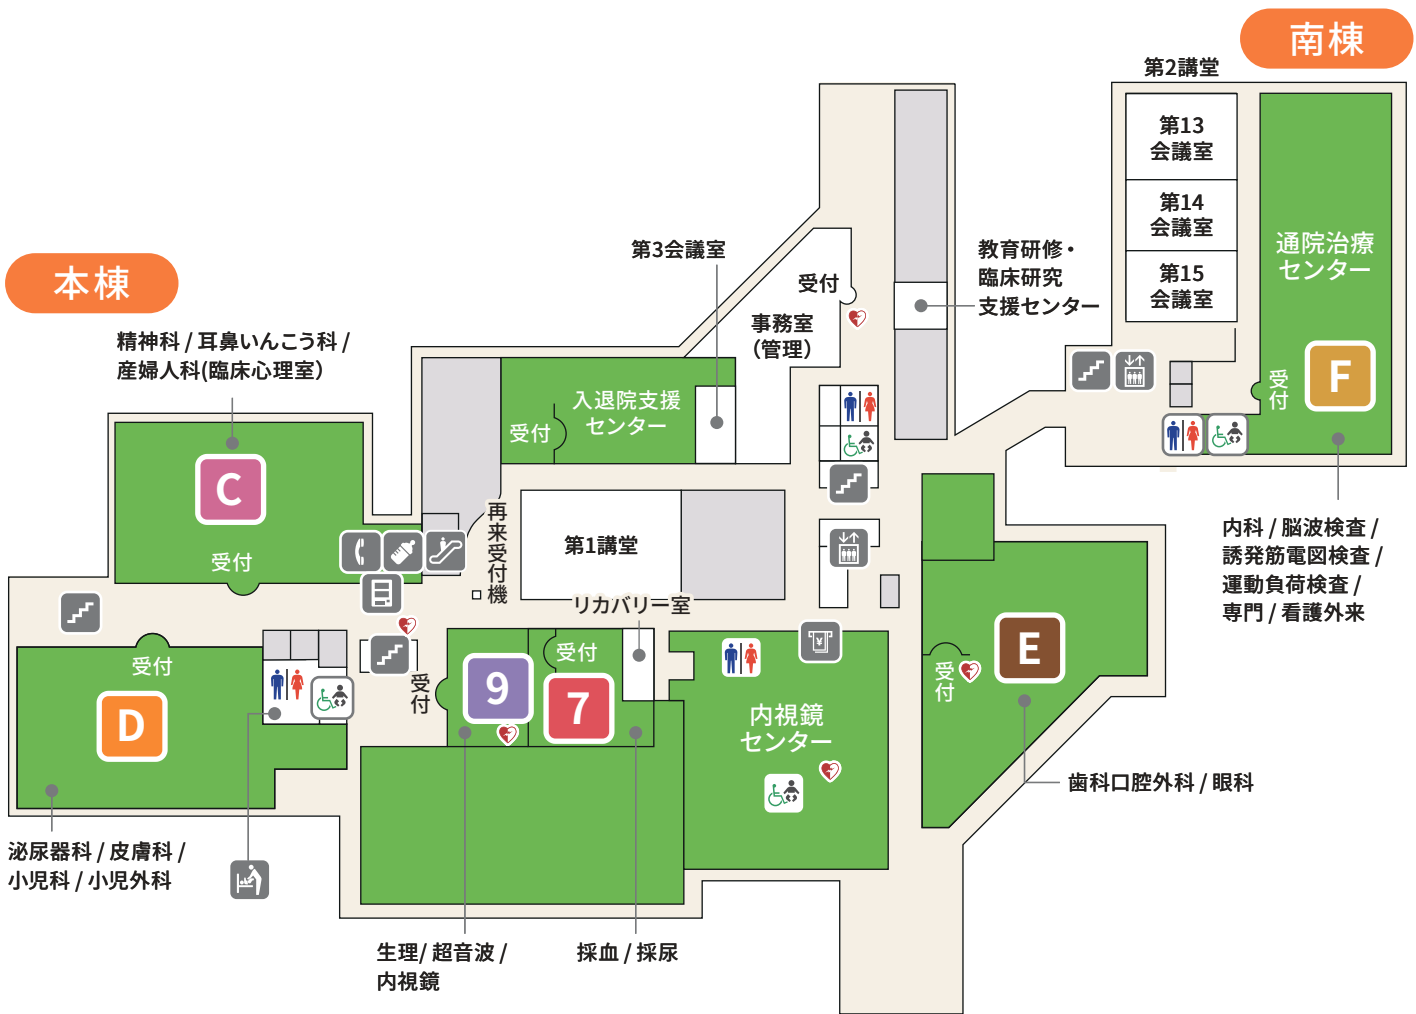 南棟
第2講堂
第13
会議室
第14
会議室
第15
会議室
通院治療
センター
受付
F
第3会議室
教育研修・
臨床研究
支援センター
受付
事務室
（管理）
本棟
精神科 / 耳鼻いんこう科 /
産婦人科(臨床心理室）
入退院支援
センター
受付
C
受付
再来受付機
第1講堂
リカバリー室
内科 / 脳波検査 /
誘発筋電図検査 /
運動負荷検査 /
専門 / 看護外来
受付
D
受付
9
受付
7
¥
内視鏡
センター
E
受付
歯科口腔外科 / 眼科
泌尿器科 / 皮膚科 /
小児科 / 小児外科
生理/ 超音波 /
内視鏡
採血 / 採尿